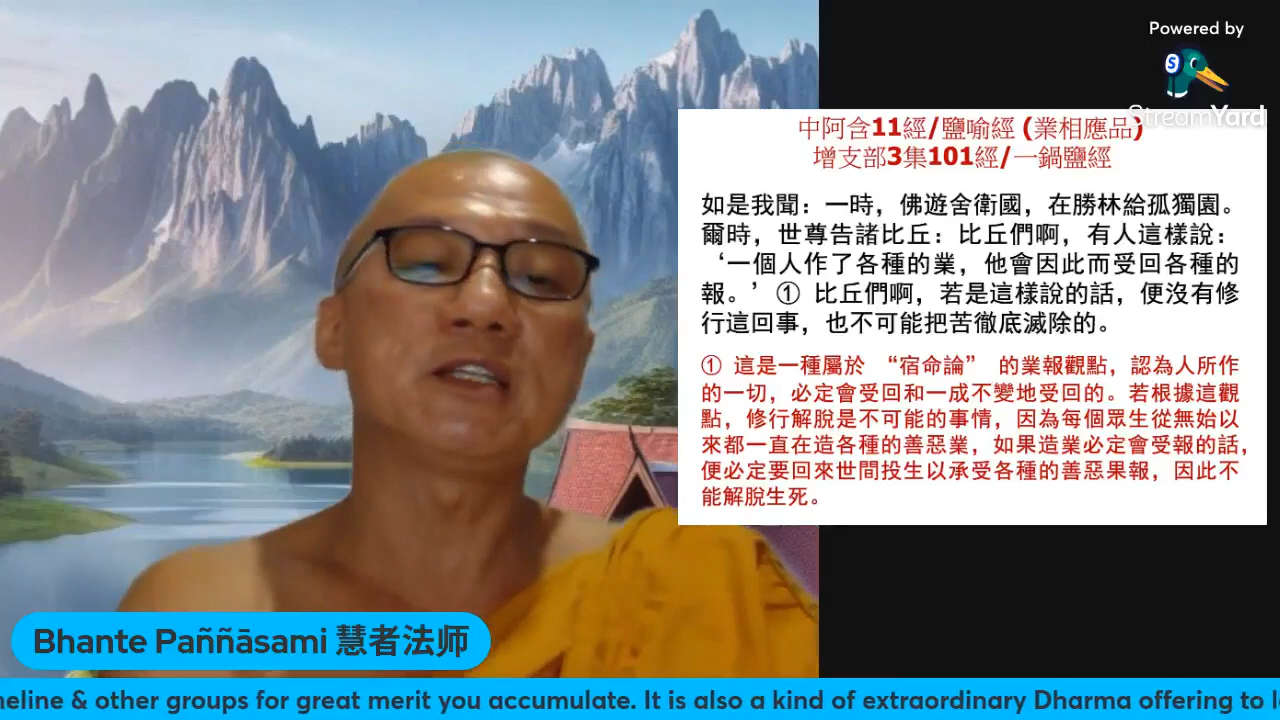 Powered by
S
StreamYard
中阿含11經/鹽喻經 (業相應品)
增支部3集101經/一鍋鹽經
如是我聞：一時，佛遊舍衛國，在勝林給孤獨園。
爾時，世尊告諸比丘：比丘們啊，有人這樣說：
‘一個人作了各種的業，他會因此而受回各種的
報。’ ① 比丘們啊，若是這樣說的話，便沒有修
行這回事，也不可能把苦徹底滅除的。
① 這是一種屬於 “宿命論” 的業報觀點，認為人所作
的一切，必定會受回和一成不變地受回的。若根據這觀
點，修行解脫是不可能的事情，因為每個眾生從無始以
來都一直在造各種的善惡業，如果造業必定會受報的話，
便必定要回來世間投生以承受各種的善惡果報，因此不
能解脫生死。
Bhante Paññāsami 慧者法师
neline & other groups for great merit you accumulate. It is also a kind of extraordinary Dharma offering to